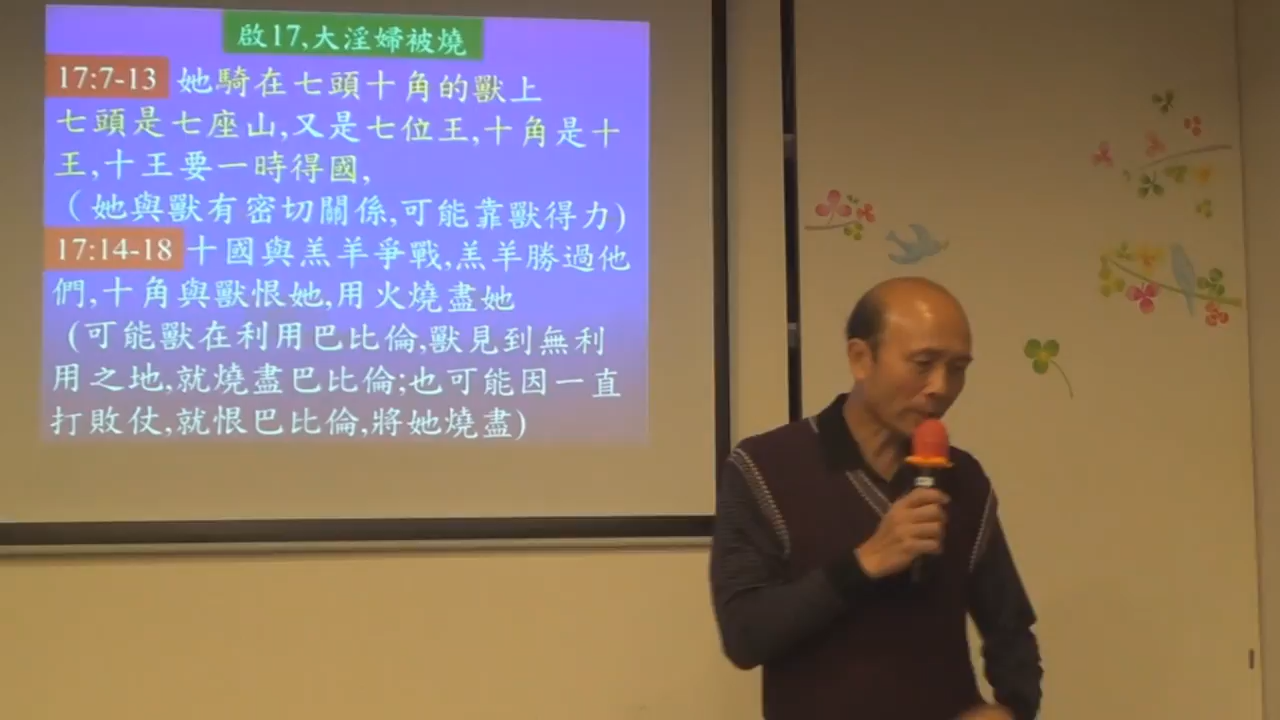 啟17,大淫婦被燒
17:7-13 她騎在七頭十角的獸上
七頭是七座山,又是七位王,十角是十
王,十王要一時得國,
(她與獸有密切關係,可能靠獸得力)
17:14-18 十國與羔羊爭戰,羔羊勝過他
們,十角與獸恨她,用火燒盡她
(可能獸在利用巴比倫,獸見到無利
用之地,就燒盡巴比倫;也可能因一直
打敗仗,就恨巴比倫,將她燒盡)